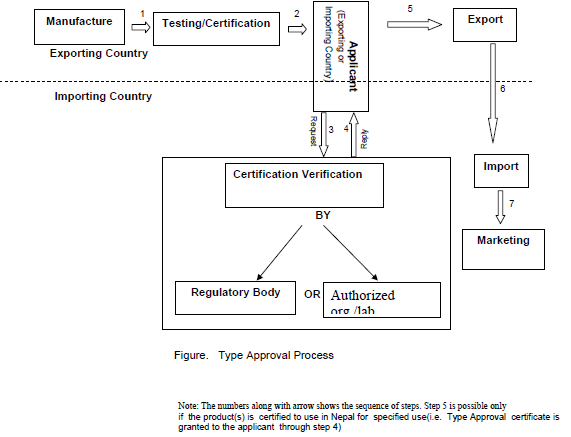 Manufacture
1
Testing/Certification
2
Applicant
(Exporting or
Importing Country)
5
Export
Exporting Country
Importing Country
6
3
Request
4
Reply
Certification Verification
BY
Import
7
Marketing
Regulatory Body
OR
Authorized
org./lab
Figure. Type Approval Process
Note: The numbers along with arrow shows the sequence of steps. Step 5 is possible only
if the product(s) is certified to use in Nepal for specified use(i.e. Type Approval certificate is
granted to the applicant through step 4)